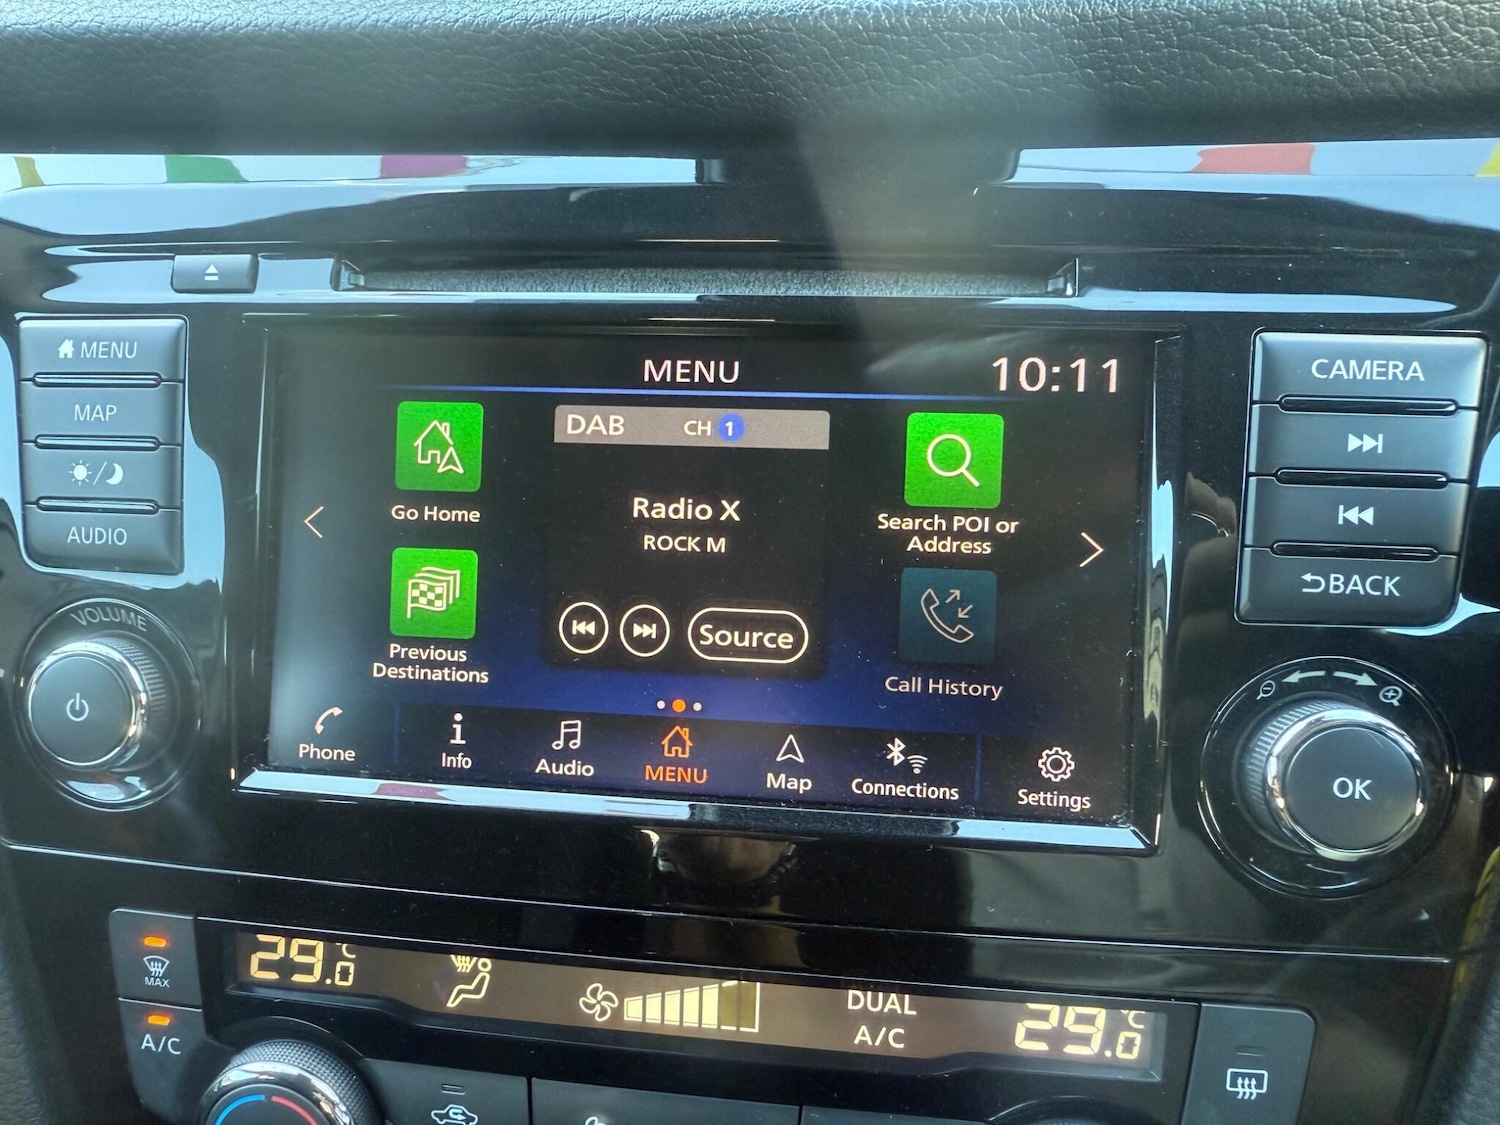 MENU
MAP
AUDIO
VOLUME
MENU
10:11
DAB CH 1
Go Home
Radio X
ROCK M
Search POI or
Address
Previous
Destinations
Source
Call History
Phone
Info
Audio
MENU
Map
Connections
Settings
CAMERA
BACK
OK
MAX
A/C
29.0 °C
DUAL
A/C
29.0 °C